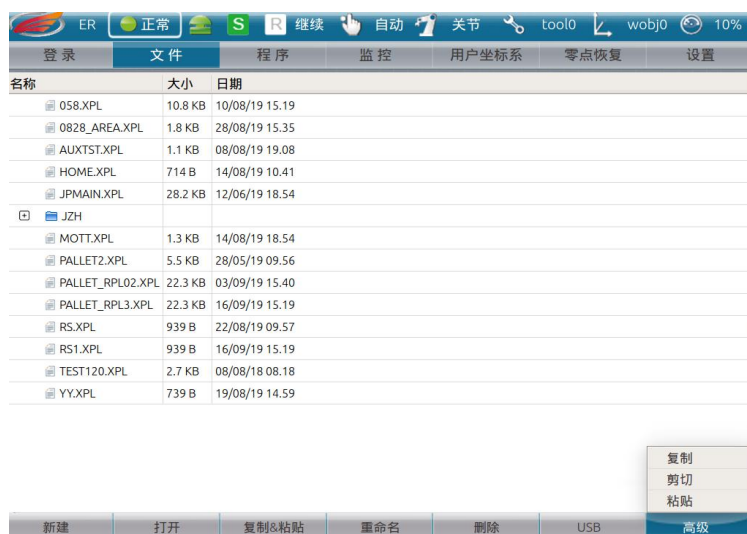 ER 正常 S R 继续 自动 关节 tool0 wobj0 10%
登录 文件 程序 监控 用户坐标系 零点恢复 设置
名称 大小 日期
058.XPL 10.8 KB 10/08/19 15.19
0828_AREA.XPL 1.8 KB 28/08/19 15.35
AUXTST.XPL 1.1 KB 08/08/19 19.08
HOME.XPL 714 B 14/08/19 10.41
JPMAIN.XPL 28.2 KB 12/06/19 18.54
JZH
MOTT.XPL 1.3 KB 14/08/19 18.54
PALLET2.XPL 5.5 KB 28/05/19 09.56
PALLET_RPL02.XPL 22.3 KB 03/09/19 15.40
PALLET_RPL3.XPL 22.3 KB 16/09/19 15.19
RS.XPL 939 B 22/08/19 09.57
RS1.XPL 939 B 16/09/19 15.19
TEST120.XPL 2.7 KB 08/08/18 08.18
YY.XPL 739 B 19/08/19 14.59
复制
剪切
粘贴
新建 打开 复制&粘贴 重命名 删除 USB 高级